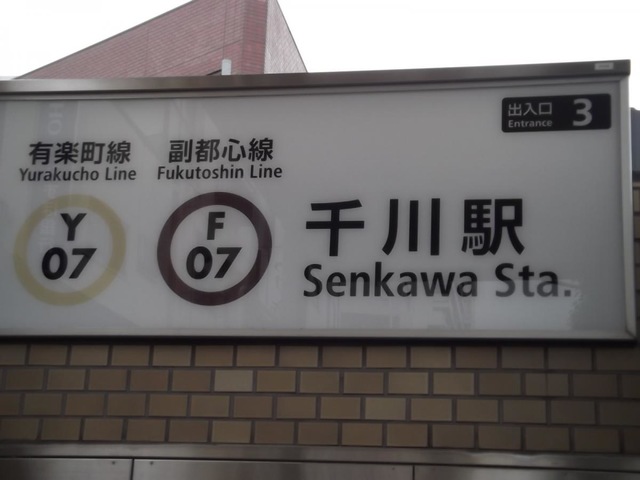 出入口 3
Entrance
有楽町線 副都心線
Yurakucho Line Fukutoshin Line
Y F
07 07
千川駅
Senkawa Sta.